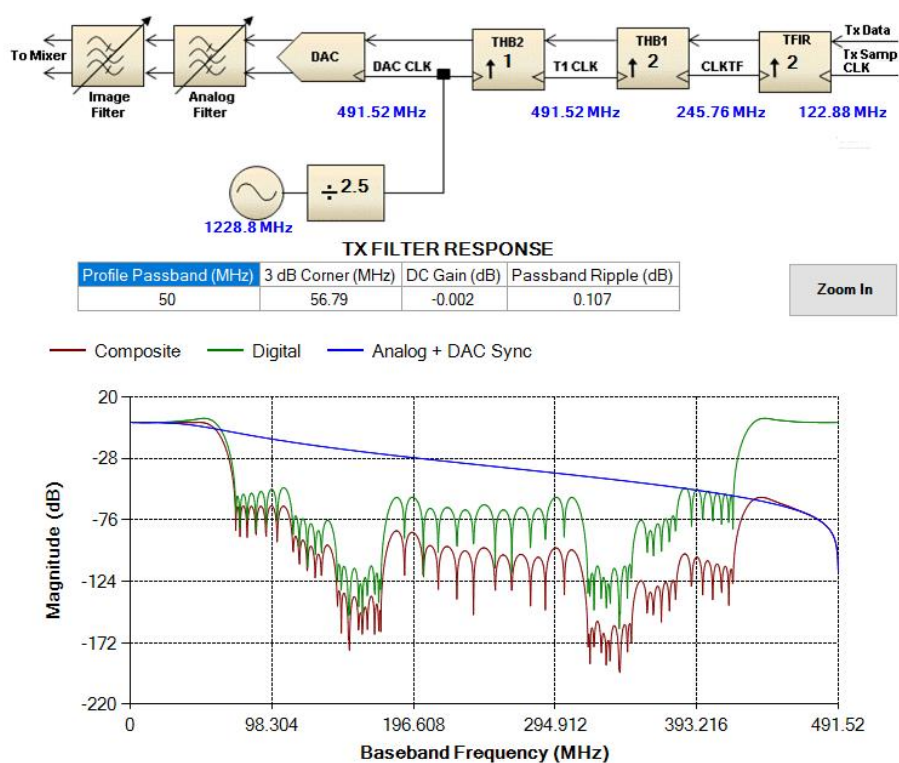 To Mixer
Image
Filter
Analog
Filter
DAC
DAC CLK
THB2
↑ 1
T1 CLK
THB1
↑ 2
CLKTF
TFIR
↑ 2
Tx Data
Tx Samp
CLK
491.52 MHz
491.52 MHz
245.76 MHz
122.88 MHz
÷ 2.5
1228.8 MHz
TX FILTER RESPONSE
Profile Passband (MHz) 3 dB Corner (MHz) DC Gain (dB) Passband Ripple (dB)
50 56.79 -0.002 0.107
Zoom In
Composite Digital Analog + DAC Sync
Magnitude (dB)
20
-28
-76
-124
-172
-220
0 98.304 196.608 294.912 393.216 491.52
Baseband Frequency (MHz)